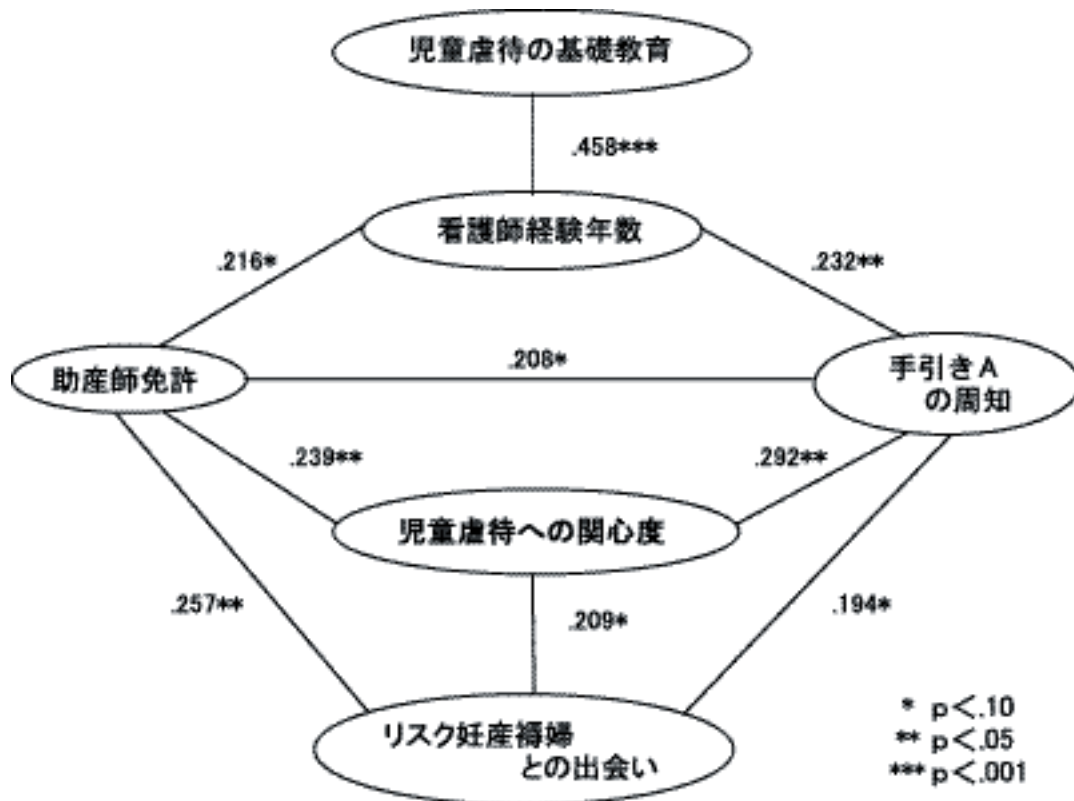 児童虐待の基礎教育
.458***
看護師経験年数
.216*
.232**
助産師免許
.208*
手引きA
の周知
.239**
.292**
児童虐待への関心度
.257**
.209*
.194*
リスク妊産褥婦
との出会い
* p<.10
** p<.05
*** p<.001